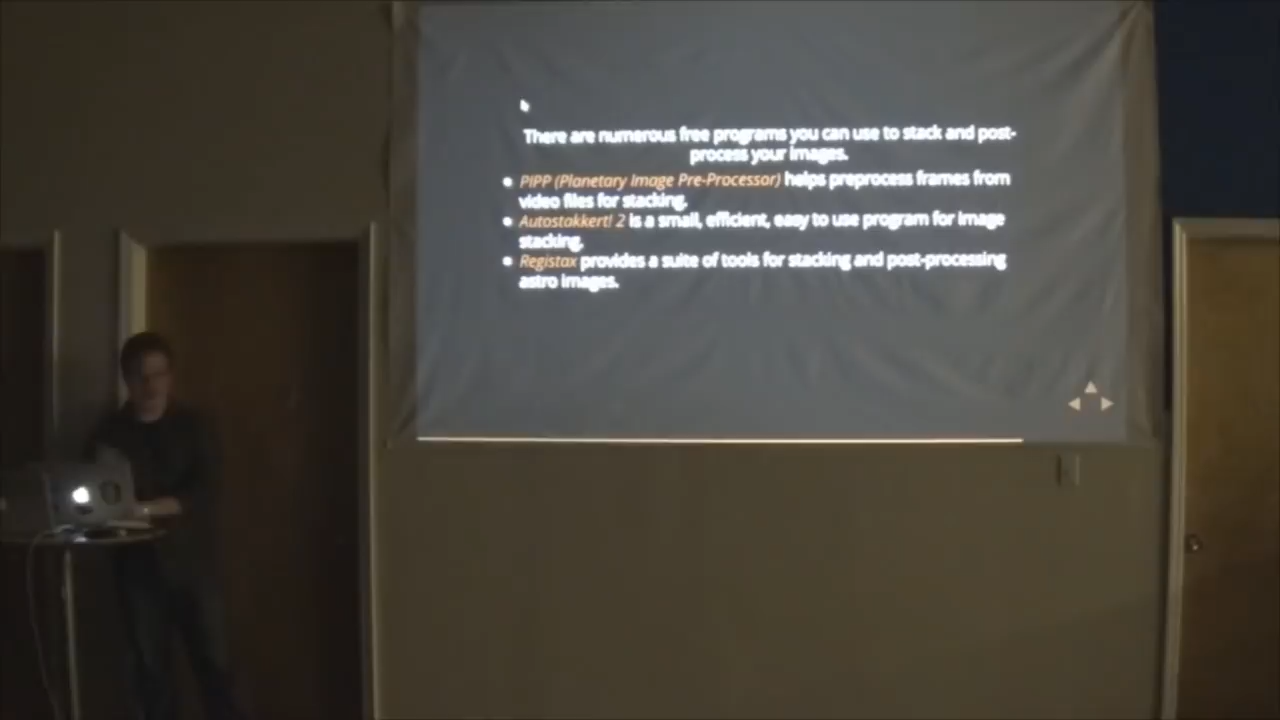 There are numerous free programs you can use to stack and post-
process your images.
PIPP (Planetary Image Pre-Processor) helps preprocess frames from
video files for stacking.
Autostakkert! 2 is a small, efficient, easy to use program for image
stacking.
Registax provides a suite of tools for stacking and post-processing
astro images.